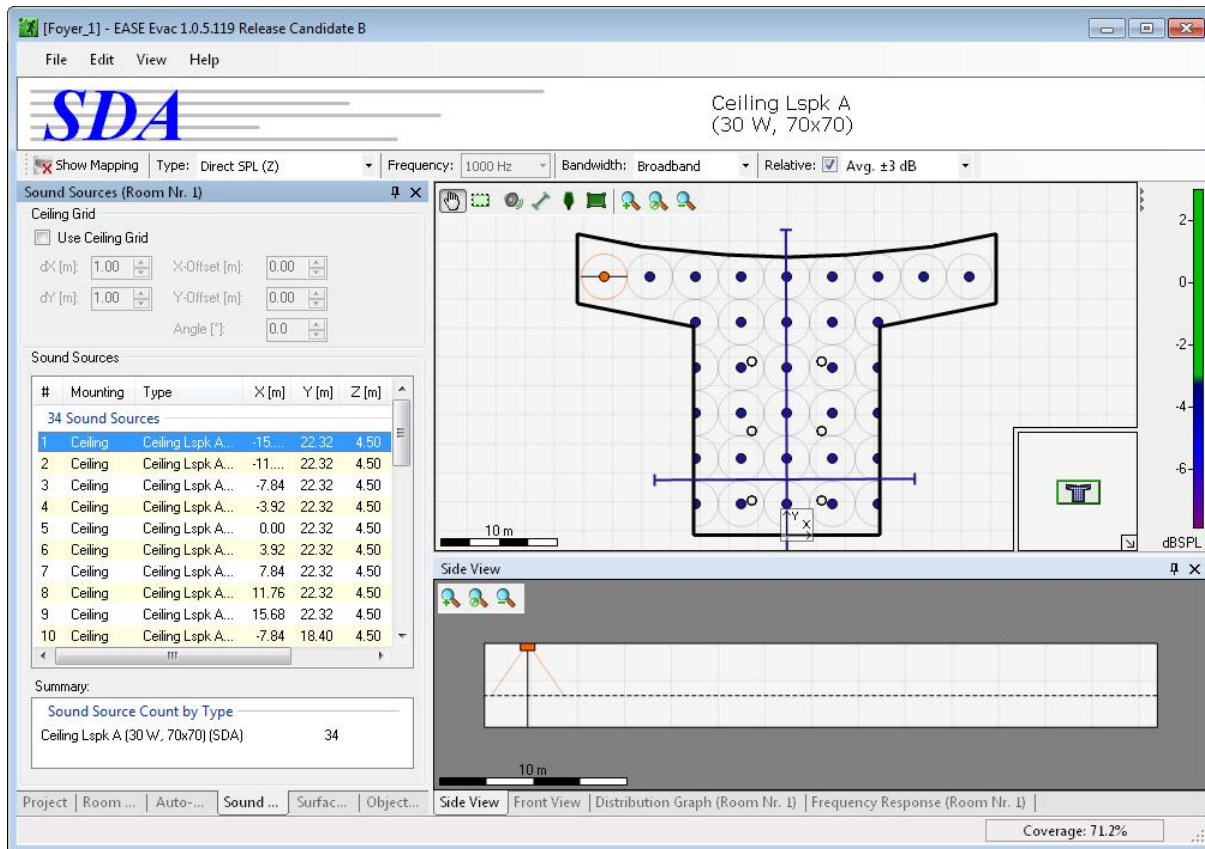 [Foyer_1] - EASE Evac 1.0.5.119 Release Candidate B
File Edit View Help
SDA
Ceiling Lspk A
(30 W, 70x70)
Show Mapping Type: Direct SPL (Z) Frequency: 1000 Hz Bandwidth: Broadband Relative: Avg. ±3 dB
Sound Sources (Room Nr. 1)
Ceiling Grid
Use Ceiling Grid
dX [m]: 1.00 X-Offset [m]: 0.00
dY [m]: 1.00 Y-Offset [m]: 0.00
Angle [°]: 0.0
Sound Sources
# Mounting Type X [m] Y [m] Z [m]
34 Sound Sources
1 Ceiling Ceiling Lspk A... -15.... 22.32 4.50
2 Ceiling Ceiling Lspk A... -11.... 22.32 4.50
3 Ceiling Ceiling Lspk A... -7.84 22.32 4.50
4 Ceiling Ceiling Lspk A... -3.92 22.32 4.50
5 Ceiling Ceiling Lspk A... 0.00 22.32 4.50
6 Ceiling Ceiling Lspk A... 3.92 22.32 4.50
7 Ceiling Ceiling Lspk A... 7.84 22.32 4.50
8 Ceiling Ceiling Lspk A... 11.76 22.32 4.50
9 Ceiling Ceiling Lspk A... 15.68 22.32 4.50
10 Ceiling Ceiling Lspk A... -7.84 18.40 4.50
Summary:
Sound Source Count by Type
Ceiling Lspk A (30 W, 70x70) (SDA) 34
Project Room ... Auto-... Sound ... Surfac... Object...
Y
X
10 m
2
0
-2
-4
-6
dBSPL
Side View
10 m
Side View Front View Distribution Graph (Room Nr. 1) Frequency Response (Room Nr. 1)
Coverage: 71.2%